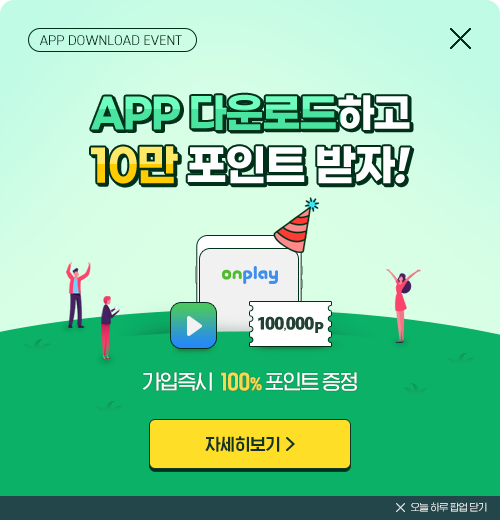 APP DOWNLOAD EVENT
APP 다운로드하고
10만 포인트 받자!
onplay
100,000P
가입즉시 100% 포인트 증정
자세히보기 >
오늘 하루 팝업 닫기